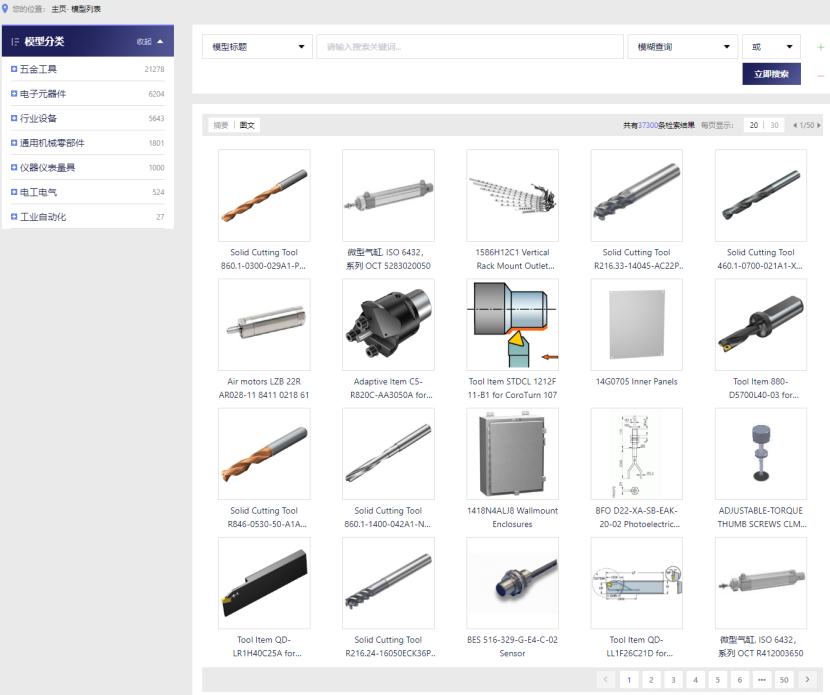 您的位置: 主页› 模型列表
模型分类 收起
五金工具 21278
电子元器件 6204
行业设备 5643
通用机械零部件 1801
仪器仪表量具 1000
电工电气 524
工业自动化 27
模型标题 请输入搜索关键词... 模糊查询 或 +
立即搜索 −
摘要 | 图文 共有37300条检索结果 每页显示: 20 | 30 1/50
Solid Cutting Tool
860.1-0300-029A1-P...
微型气缸, ISO 6432,
系列 OCT 5283020050
1586H12C1 Vertical
Rack Mount Outlet...
Solid Cutting Tool
R216.33-14045-AC22P...
Solid Cutting Tool
460.1-0700-021A1-X...
Air motors LZB 22R
AR028-11 8411 0218 61
Adaptive Item C5-
R820C-AA3050A for...
Tool Item STDCL 1212F
11-B1 for CoroTurn 107
14G0705 Inner Panels
Tool Item 880-
D5700L40-03 for...
Solid Cutting Tool
R846-0530-50-A1A...
Solid Cutting Tool
860.1-1400-042A1-N...
1418N4ALJ8 Wallmount
Enclosures
BFO D22-XA-SB-EAK-
20-02 Photoelectric...
ADJUSTABLE-TORQUE
THUMB SCREWS CLM...
Tool Item QD-
LR1H40C25A for...
Solid Cutting Tool
R216.24-16050ECK36P...
BES 516-329-G-E4-C-02
Sensor
Tool Item QD-
LL1F26C21D for...
微型气缸, ISO 6432,
系列 OCT R412003650
‹ 1 2 3 4 5 6 ••• 50 ›